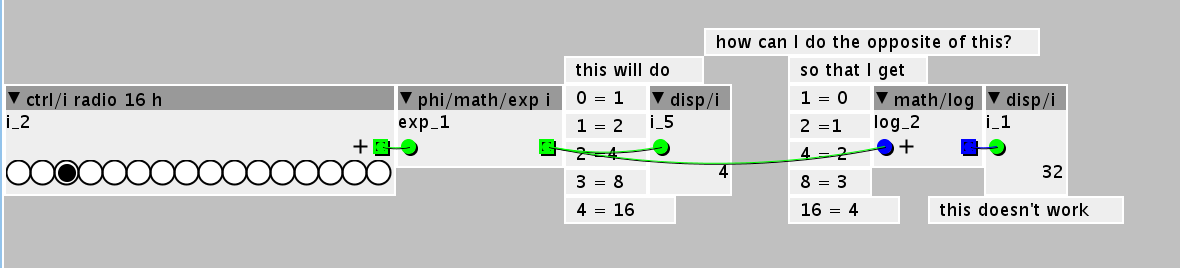 how can I do the opposite of this?
this will do
so that I get
▼ ctrl/i radio 16 h
▼ phi/math/exp i
0 = 1
▼ disp/i
1 = 0
▼ math/log
▼ disp/i
i_2
exp_1
1 = 2
i_5
2 =1
log_2
i_1
+
2 =4
4 = 2
+
3 = 8
4
8 = 3
32
4 = 16
16 = 4
this doesn't work